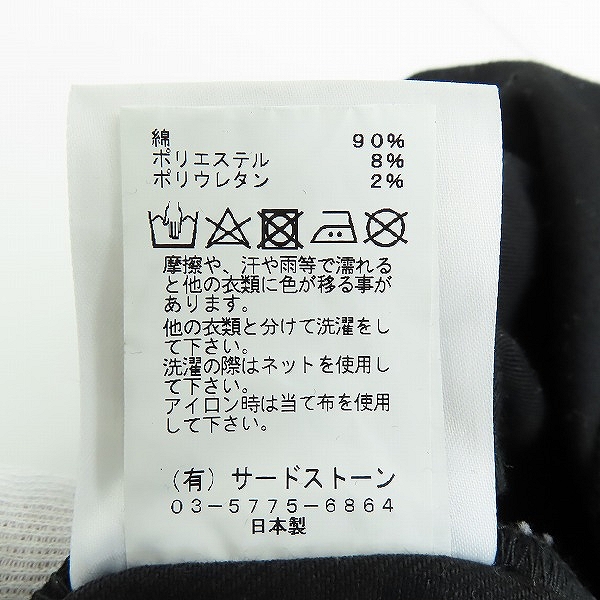 綿 90%
ポリエステル 8%
ポリウレタン 2%
摩擦や、汗や雨等で濡れる
と他の衣類に色が移る事が
あります。
他の衣類と分けて洗濯をし
て下さい。
洗濯の際はネットを使用し
て下さい。
アイロン時は当て布を使用
して下さい。
(有) サードストーン
03-5775-6864
日本製